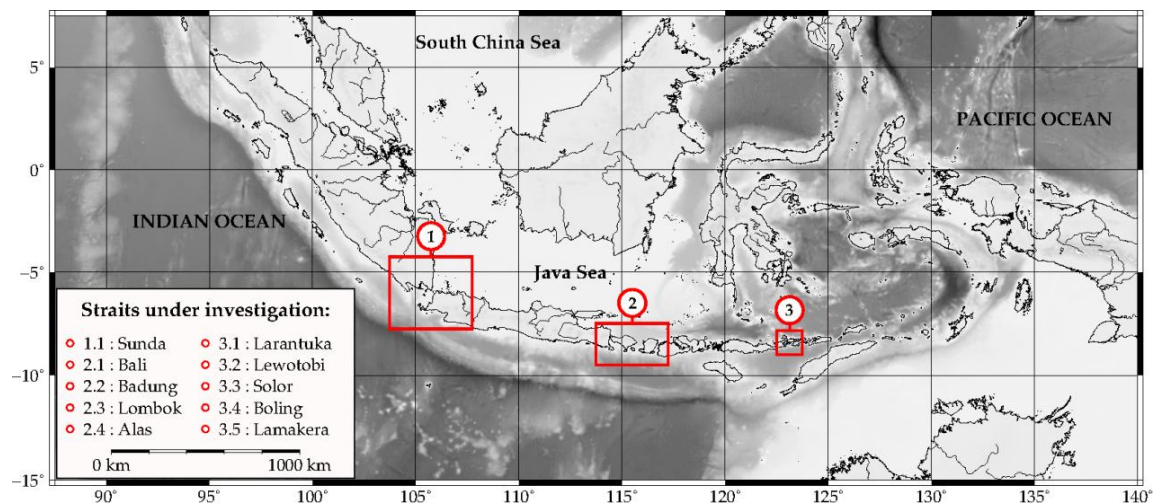 South China Sea
5°
PACIFIC OCEAN
0°
INDIAN OCEAN
1
−5°
Java Sea
2
3
Straits under investigation:
1.1 : Sunda
2.1 : Bali
2.2 : Badung
2.3 : Lombok
2.4 : Alas
3.1 : Larantuka
3.2 : Lewotobi
3.3 : Solor
3.4 : Boling
3.5 : Lamakera
0 km 1000 km
−10°
−15°
90° 95° 100° 105° 110° 115° 120° 125° 130° 135° 140°